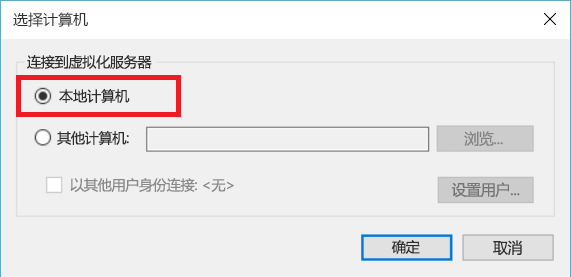 选择计算机
连接到虚拟化服务器
本地计算机
其他计算机:
浏览...
以其他用户身份连接: <无>
设置用户...
确定
取消